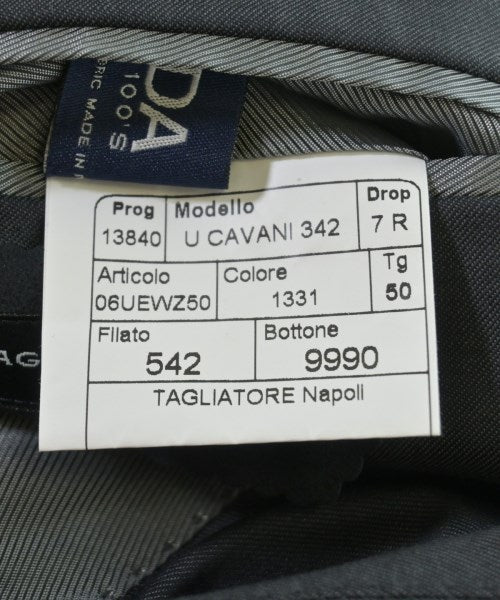 DA
100'S
BRIC MADE IN
Prog Modello Drop
13840 U CAVANI 342 7 R
Articolo Colore Tg
06UEWZ50 1331 50
Filato Bottone
542 9990
TAGLIATORE Napoli
AG